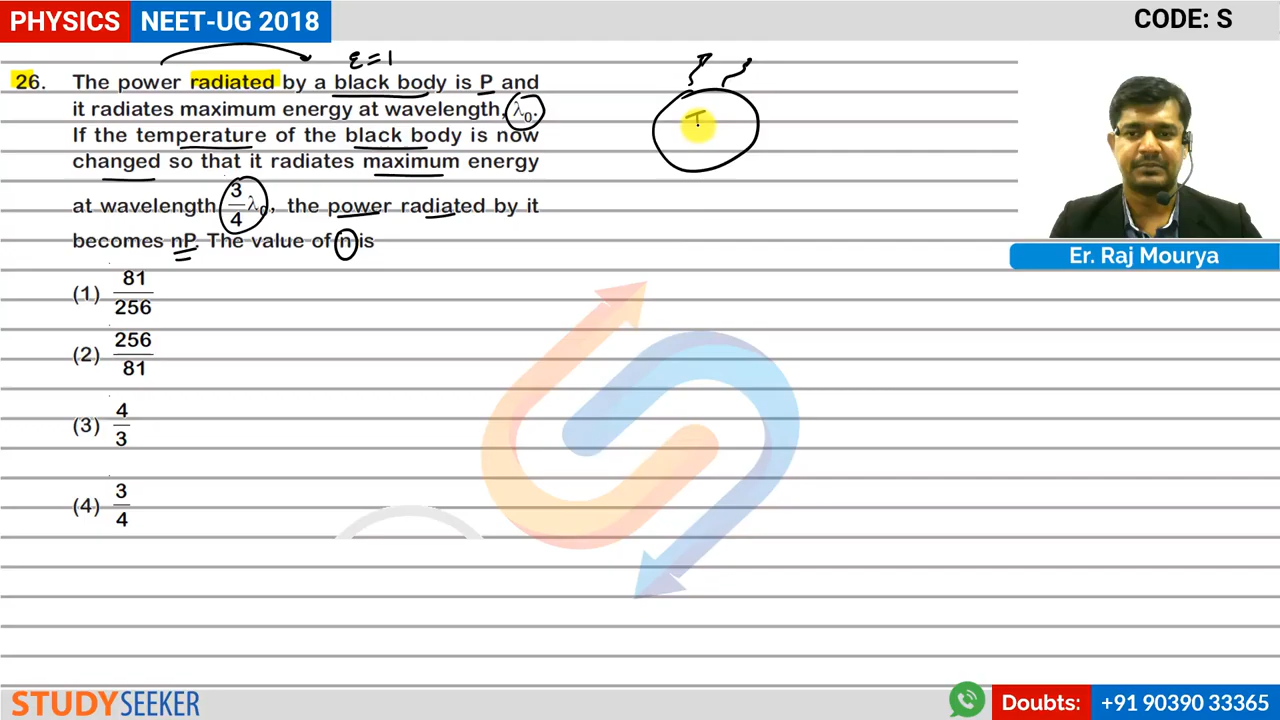 PHYSICS NEET-UG 2018
CODE: S
ε = 1
26. The power radiated by a black body is P and
it radiates maximum energy at wavelength, λ₀.
If the temperature of the black body is now
changed so that it radiates maximum energy
at wavelength 3/4 λ₀, the power radiated by it
becomes nP. The value of n is
(1) 81/256
(2) 256/81
(3) 4/3
(4) 3/4
T
Er. Raj Mourya
STUDY SEEKER
Doubts: +91 90390 33365